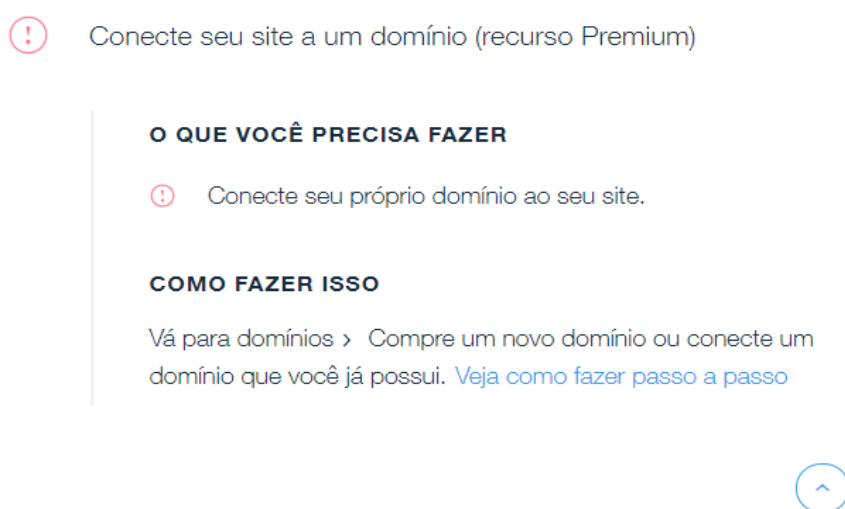 Conecte seu site a um domínio (recurso Premium)
O QUE VOCÊ PRECISA FAZER
Conecte seu próprio domínio ao seu site.
COMO FAZER ISSO
Vá para domínios > Compre um novo domínio ou conecte um
domínio que você já possui. Veja como fazer passo a passo